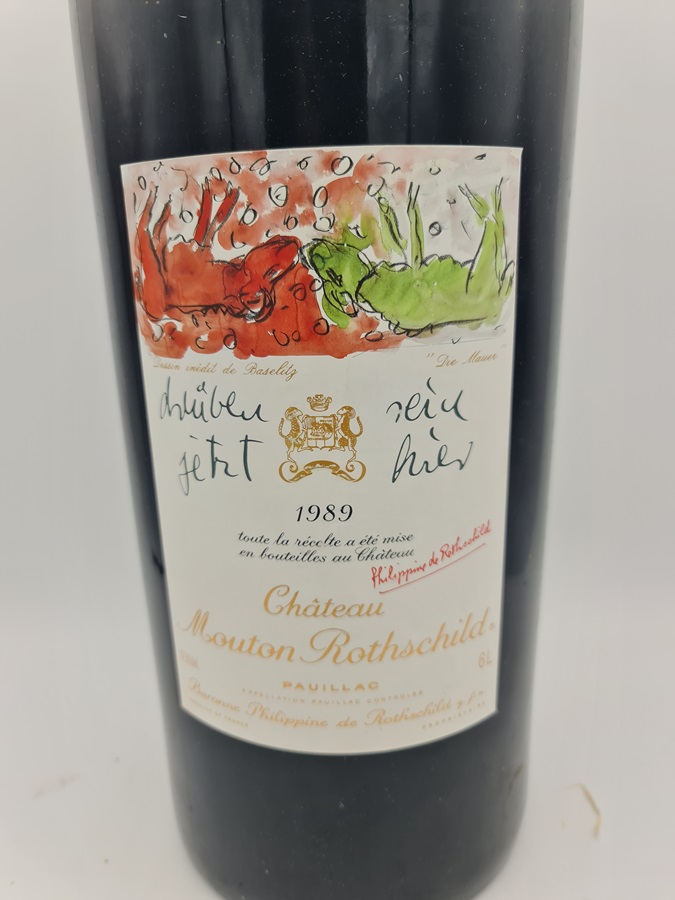 Dessin inédit de Baselitz
"Die Mauer"
drüben sein
jetzt hier
1989
toute la récolte a été mise
en bouteilles au Château
Philippine de Rothschild
Château
Mouton Rothschild
6L
PAUILLAC
APPELLATION PAUILLAC CONTRÔLÉE
Baronne Philippine de Rothschild g.f.a.